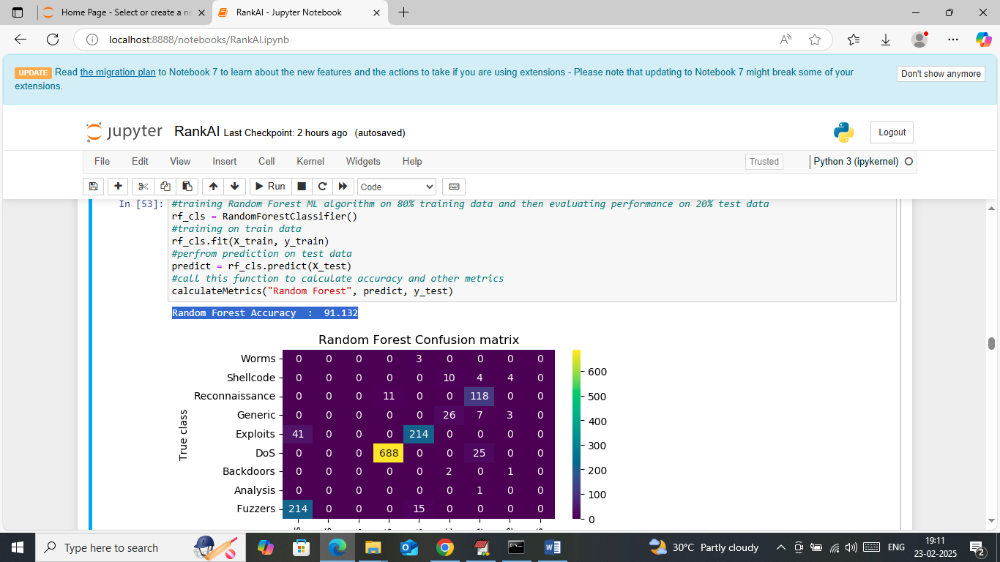 Home Page - Select or create a n
RankAI - Jupyter Notebook
localhost:8888/notebooks/RankAI.ipynb
UPDATE Read the migration plan to Notebook 7 to learn about the new features and the actions to take if you are using extensions - Please note that updating to Notebook 7 might break some of your
extensions.
Don't show anymore
jupyter RankAI Last Checkpoint: 2 hours ago (autosaved)
Logout
File Edit View Insert Cell Kernel Widgets Help
Trusted
Python 3 (ipykernel)
Run
Code
In [53]:
#training Random Forest ML algorithm on 80% training data and then evaluating performance on 20% test data
rf_cls = RandomForestClassifier()
#training on train data
rf_cls.fit(X_train, y_train)
#perfrom prediction on test data
predict = rf_cls.predict(X_test)
#call this function to calculate accuracy and other metrics
calculateMetrics("Random Forest", predict, y_test)
Random Forest Accuracy : 91.132
Random Forest Confusion matrix
True class
Worms 0 0 0 0 3 0 0 0 0
Shellcode 0 0 0 0 0 10 4 4 0
Reconnaissance 0 0 0 11 0 0 118 0 0
Generic 0 0 0 0 0 26 7 3 0
Exploits 41 0 0 0 214 0 0 0 0
DoS 0 0 0 688 0 0 25 0 0
Backdoors 0 0 0 0 0 2 0 1 0
Analysis 0 0 0 0 0 0 1 0 0
Fuzzers 214 0 0 0 15 0 0 0 0
600
500
400
300
200
100
0
Type here to search
30°C Partly cloudy
ENG
19:11
23-02-2025
2